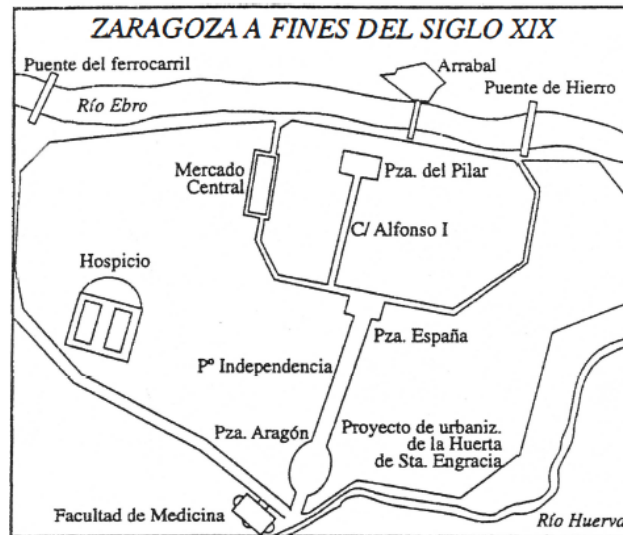 ZARAGOZA A FINES DEL SIGLO XIX
Puente del ferrocarril
Arrabal
Puente de Hierro
Río Ebro
Mercado
Central
Pza. del Pilar
C/ Alfonso I
Hospicio
Pza. España
Pº Independencia
Pza. Aragón
Proyecto de urbaniz.
de la Huerta
de Sta. Engracia
Facultad de Medicina
Río Huerva